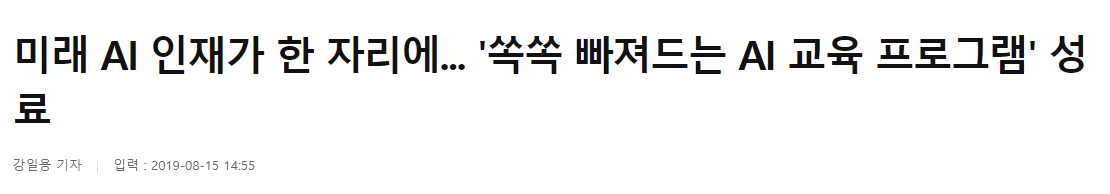 미래 AI 인재가 한 자리에... '쏙쏙 빠져드는 AI 교육 프로그램' 성
료
강일용 기자 | 입력 : 2019-08-15 14:55